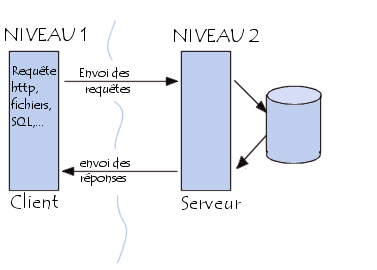 NIVEAU 1
NIVEAU 2
Requête
http,
fichiers,
SQL,...
Envoi des
requêtes
envoi des
réponses
Client
Serveur